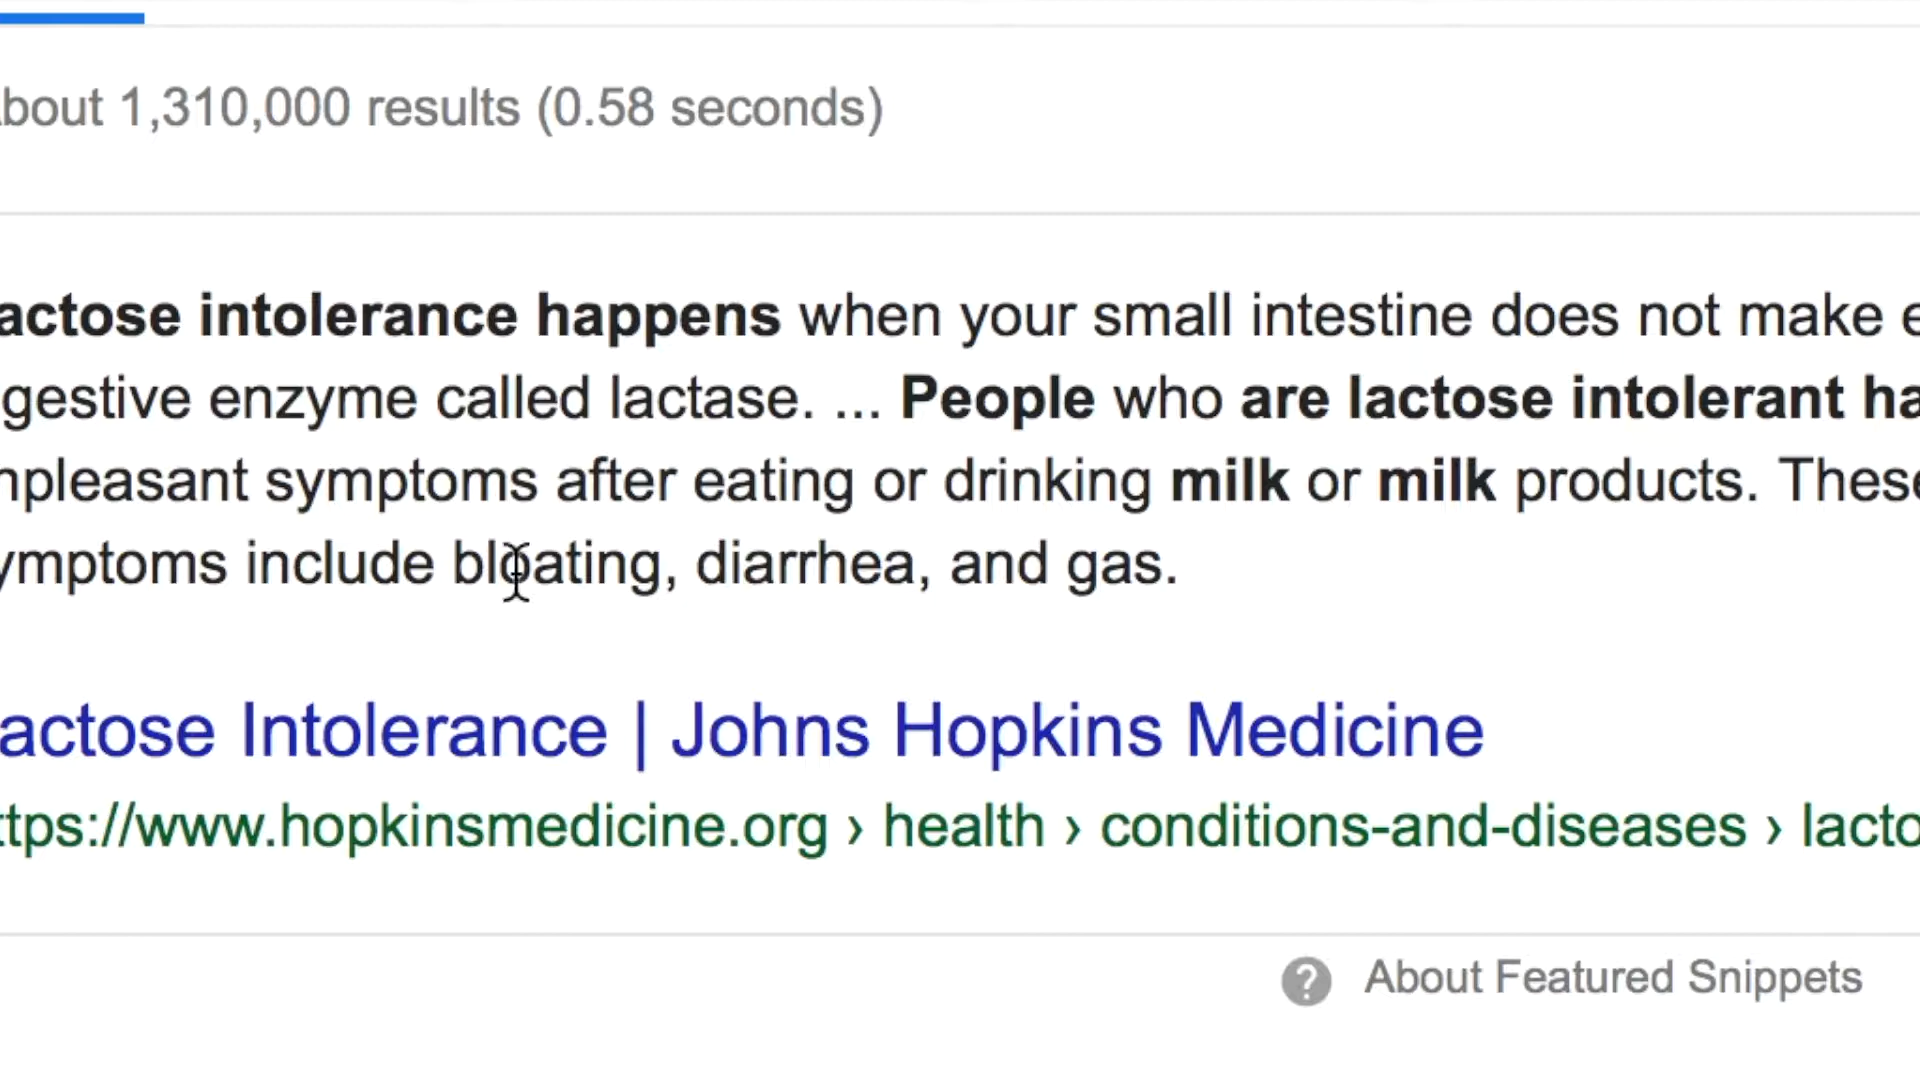 bout 1,310,000 results (0.58 seconds)
actose intolerance happens when your small intestine does not make e
gestive enzyme called lactase. ... People who are lactose intolerant ha
npleasant symptoms after eating or drinking milk or milk products. These
ymptoms include bloating, diarrhea, and gas.
actose Intolerance | Johns Hopkins Medicine
ttps://www.hopkinsmedicine.org › health › conditions-and-diseases › lacto
? About Featured Snippets